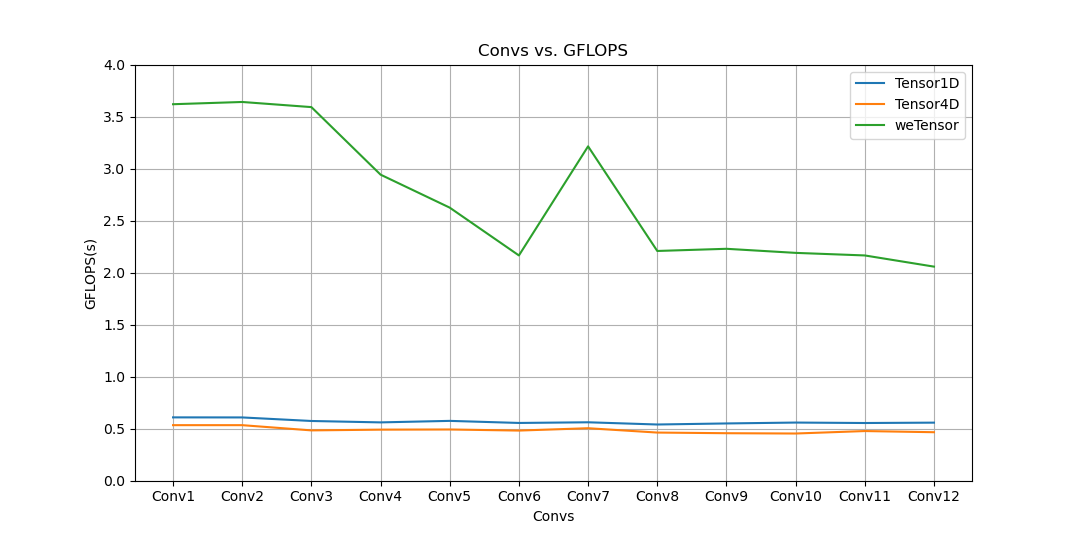 Convs vs. GFLOPS
Tensor1D
Tensor4D
weTensor
GFLOPS(s)
4.0
3.5
3.0
2.5
2.0
1.5
1.0
0.5
0.0
Conv1 Conv2 Conv3 Conv4 Conv5 Conv6 Conv7 Conv8 Conv9 Conv10 Conv11 Conv12
Convs